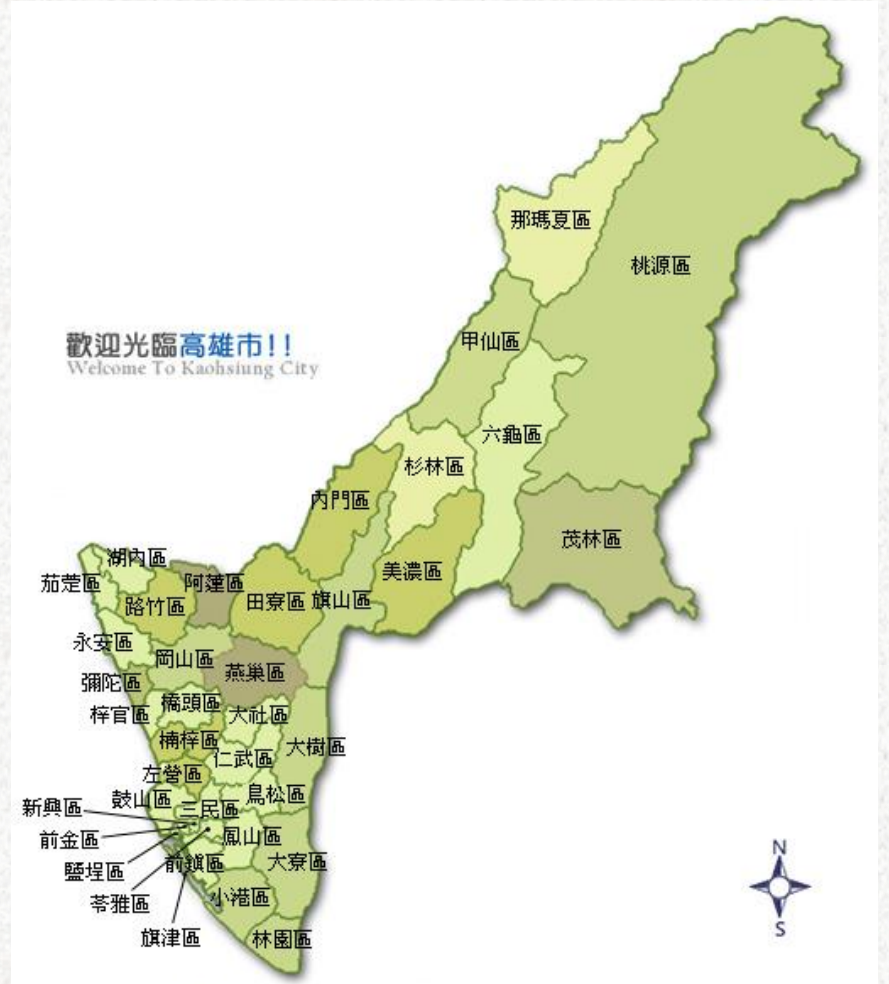 那瑪夏區
桃源區
歡迎光臨高雄市!!
Welcome To Kaohsiung City
甲仙區
六龜區
杉林區
內門區
茂林區
湖內區
美濃區
茄萣區
阿蓮區
路竹區
田寮區
旗山區
永安區
岡山區
燕巢區
彌陀區
橋頭區
梓官區
大社區
楠梓區
大樹區
仁武區
左營區
鳥松區
鼓山區
新興區
三民區
前金區
鳳山區
前鎮區
大寮區
鹽埕區
苓雅區
小港區
旗津區
林園區
N
S